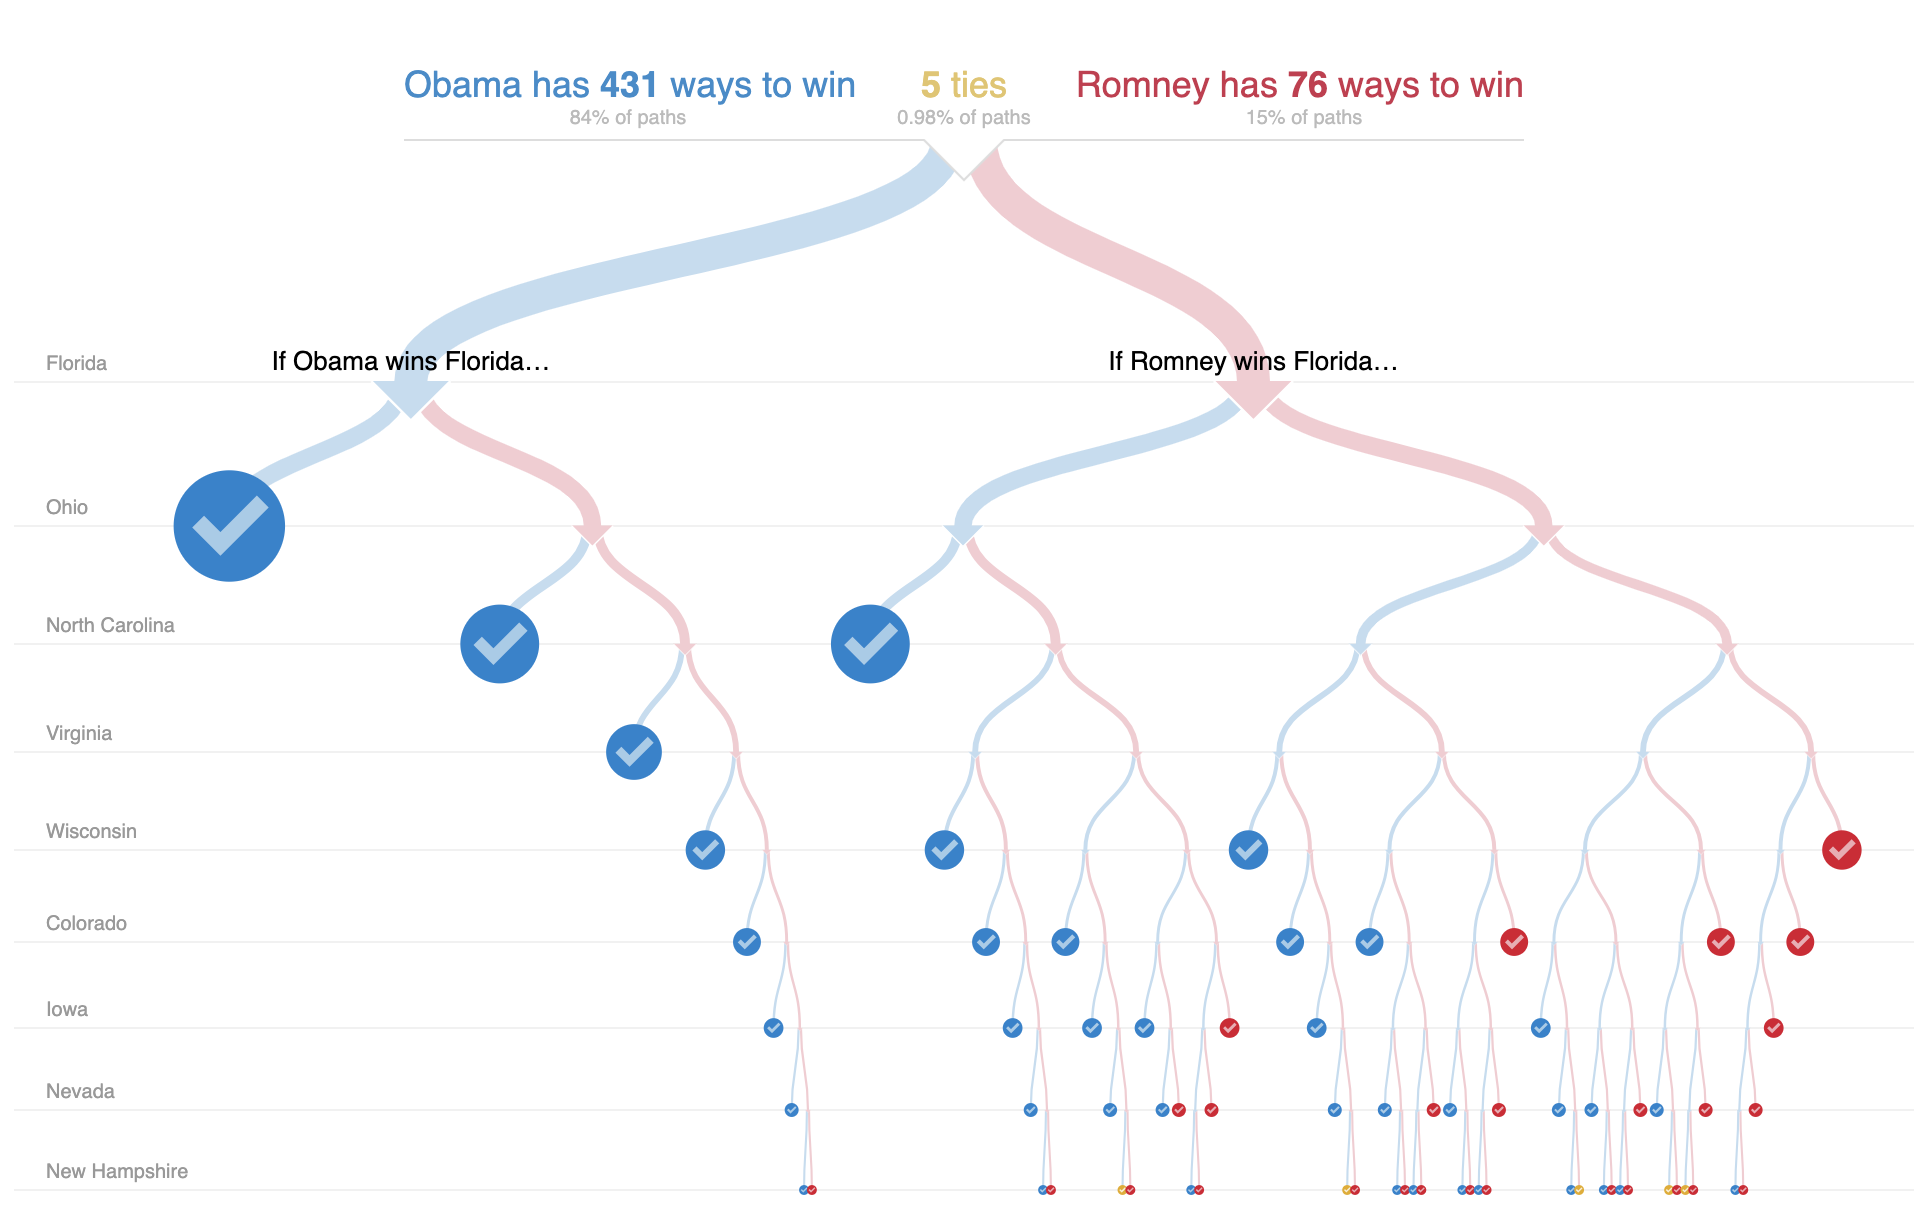 Obama has 431 ways to win
5 ties
Romney has 76 ways to win
84% of paths
0.98% of paths
15% of paths
Florida
If Obama wins Florida…
If Romney wins Florida…
Ohio
North Carolina
Virginia
Wisconsin
Colorado
Iowa
Nevada
New Hampshire